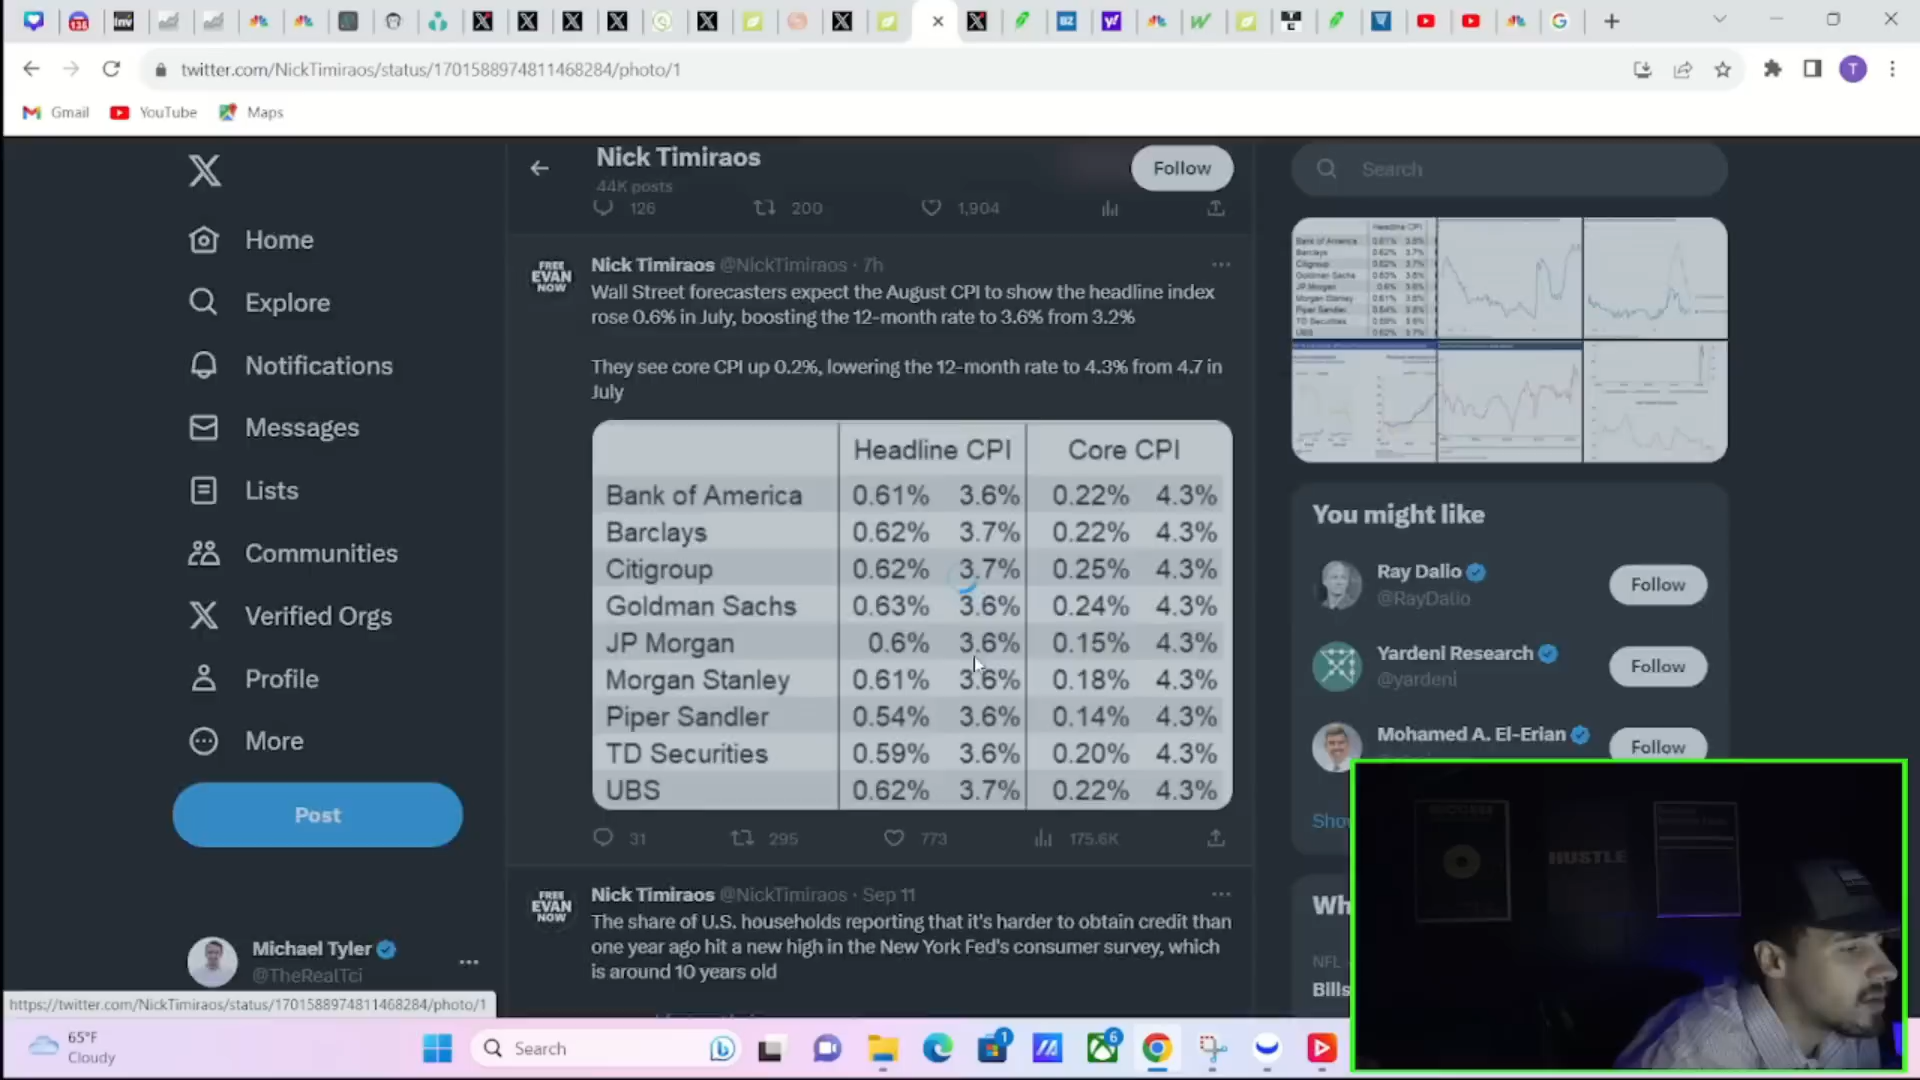 twitter.com/NickTimiraos/status/1701588974811468284/photo/1
T
Gmail YouTube Maps
Nick Timiraos
44K posts
Follow
Search
126 200 1,904
Home
Explore
Notifications
Messages
Lists
Communities
Verified Orgs
Profile
More
Post
Michael Tyler
@TheRealTci
Nick Timiraos @NickTimiraos · 7h
Wall Street forecasters expect the August CPI to show the headline index
rose 0.6% in July, boosting the 12-month rate to 3.6% from 3.2%
They see core CPI up 0.2%, lowering the 12-month rate to 4.3% from 4.7 in
July
Headline CPI Core CPI
Bank of America 0.61% 3.6% 0.22% 4.3%
Barclays 0.62% 3.7% 0.22% 4.3%
Citigroup 0.62% 3.7% 0.25% 4.3%
Goldman Sachs 0.63% 3.6% 0.24% 4.3%
JP Morgan 0.6% 3.6% 0.15% 4.3%
Morgan Stanley 0.61% 3.6% 0.18% 4.3%
Piper Sandler 0.54% 3.6% 0.14% 4.3%
TD Securities 0.59% 3.6% 0.20% 4.3%
UBS 0.62% 3.7% 0.22% 4.3%
31 295 773 175.6K
FREE
EVAN
NOW
Nick Timiraos @NickTimiraos · Sep 11
The share of U.S. households reporting that it's harder to obtain credit than
one year ago hit a new high in the New York Fed's consumer survey, which
is around 10 years old
FREE
EVAN
NOW
You might like
Ray Dalio
@RayDalio
Follow
Yardeni Research
@yardeni
Follow
Mohamed A. El-Erian
Follow
Show
Wh
NFL
Bills
HUSTLE
https://twitter.com/NickTimiraos/status/1701588974811468284/photo/1
65°F
Cloudy
Search
1
6